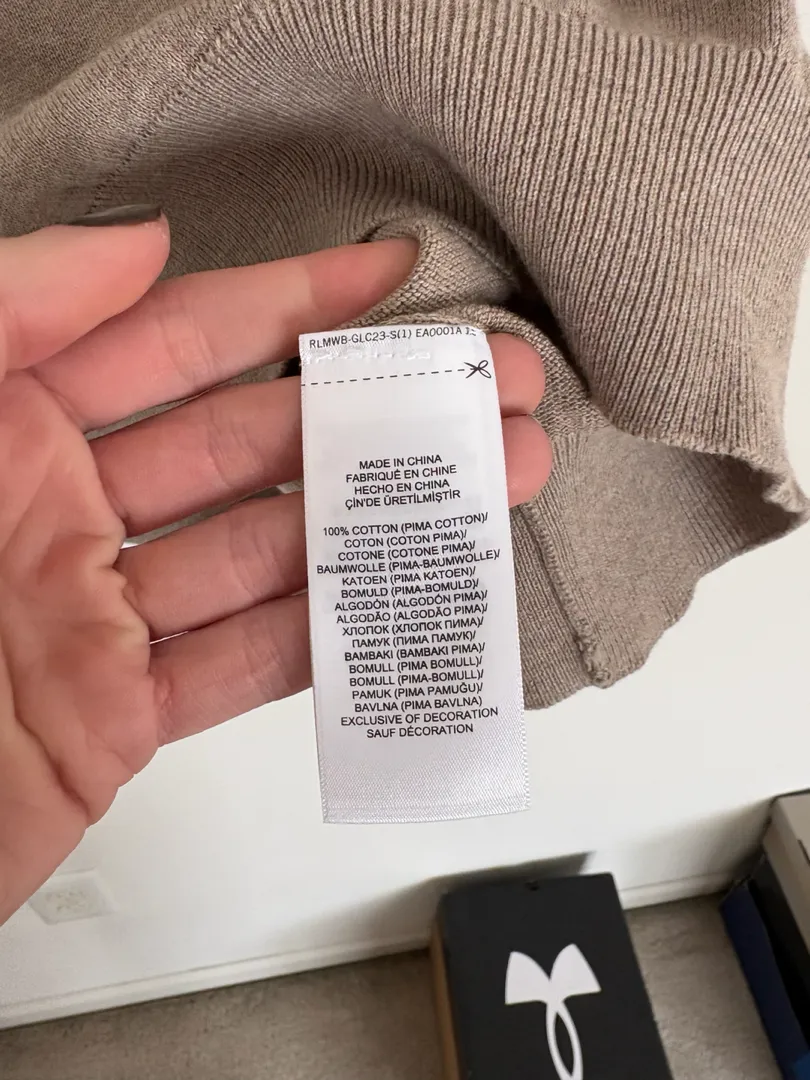 RLMWB-GLC23-S(1) EA0001A
MADE IN CHINA
FABRIQUÉ EN CHINE
HECHO EN CHINA
ÇİN'DE ÜRETİLMİŞTİR
100% COTTON (PIMA COTTON)/
COTON (COTON PIMA)/
COTONE (COTONE PIMA)/
BAUMWOLLE (PIMA-BAUMWOLLE)/
KATOEN (PIMA KATOEN)/
BOMULD (PIMA-BOMULD)/
ALGODÓN (ALGODÓN PIMA)/
ALGODÃO (ALGODÃO PIMA)/
ХЛОПОК (ХЛОПОК ПИМА)/
ПАМУК (ПИМА ПАМУК)/
BAMBAKI (BAMBAKI PIMA)/
BOMULL (PIMA BOMULL)/
BOMULL (PIMA-BOMULL)/
PAMUK (PIMA PAMUĞU)/
BAVLNA (PIMA BAVLNA)
EXCLUSIVE OF DECORATION
SAUF DÉCORATION